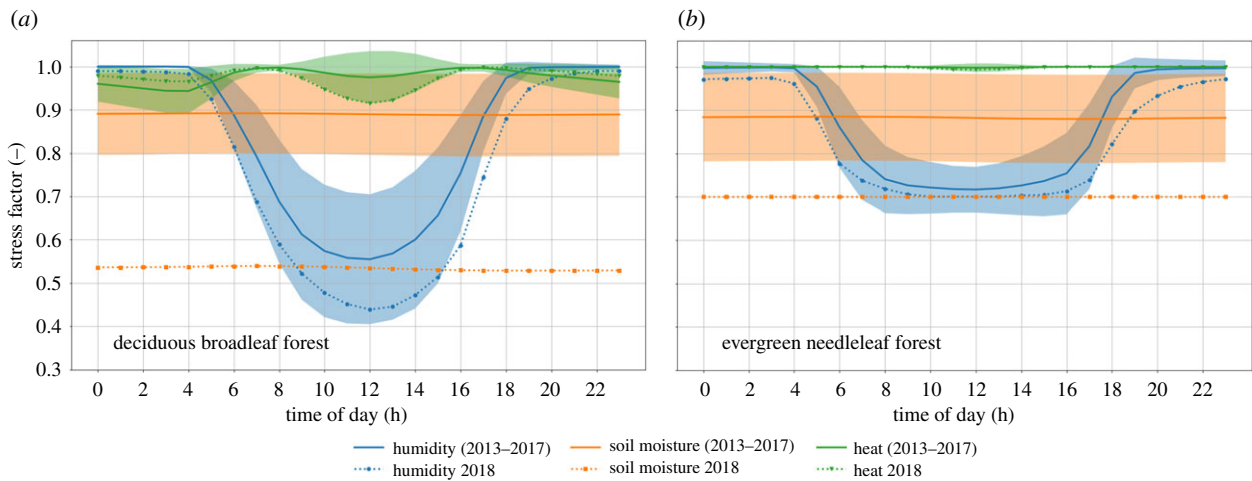 (a)
(b)
1.0
0.9
0.8
0.7
0.6
0.5
0.4
0.3
stress factor (–)
deciduous broadleaf forest
evergreen needleleaf forest
0 2 4 6 8 10 12 14 16 18 20 22
0 2 4 6 8 10 12 14 16 18 20 22
time of day (h)
time of day (h)
humidity (2013–2017) soil moisture (2013–2017) heat (2013–2017)
humidity 2018 soil moisture 2018 heat 2018